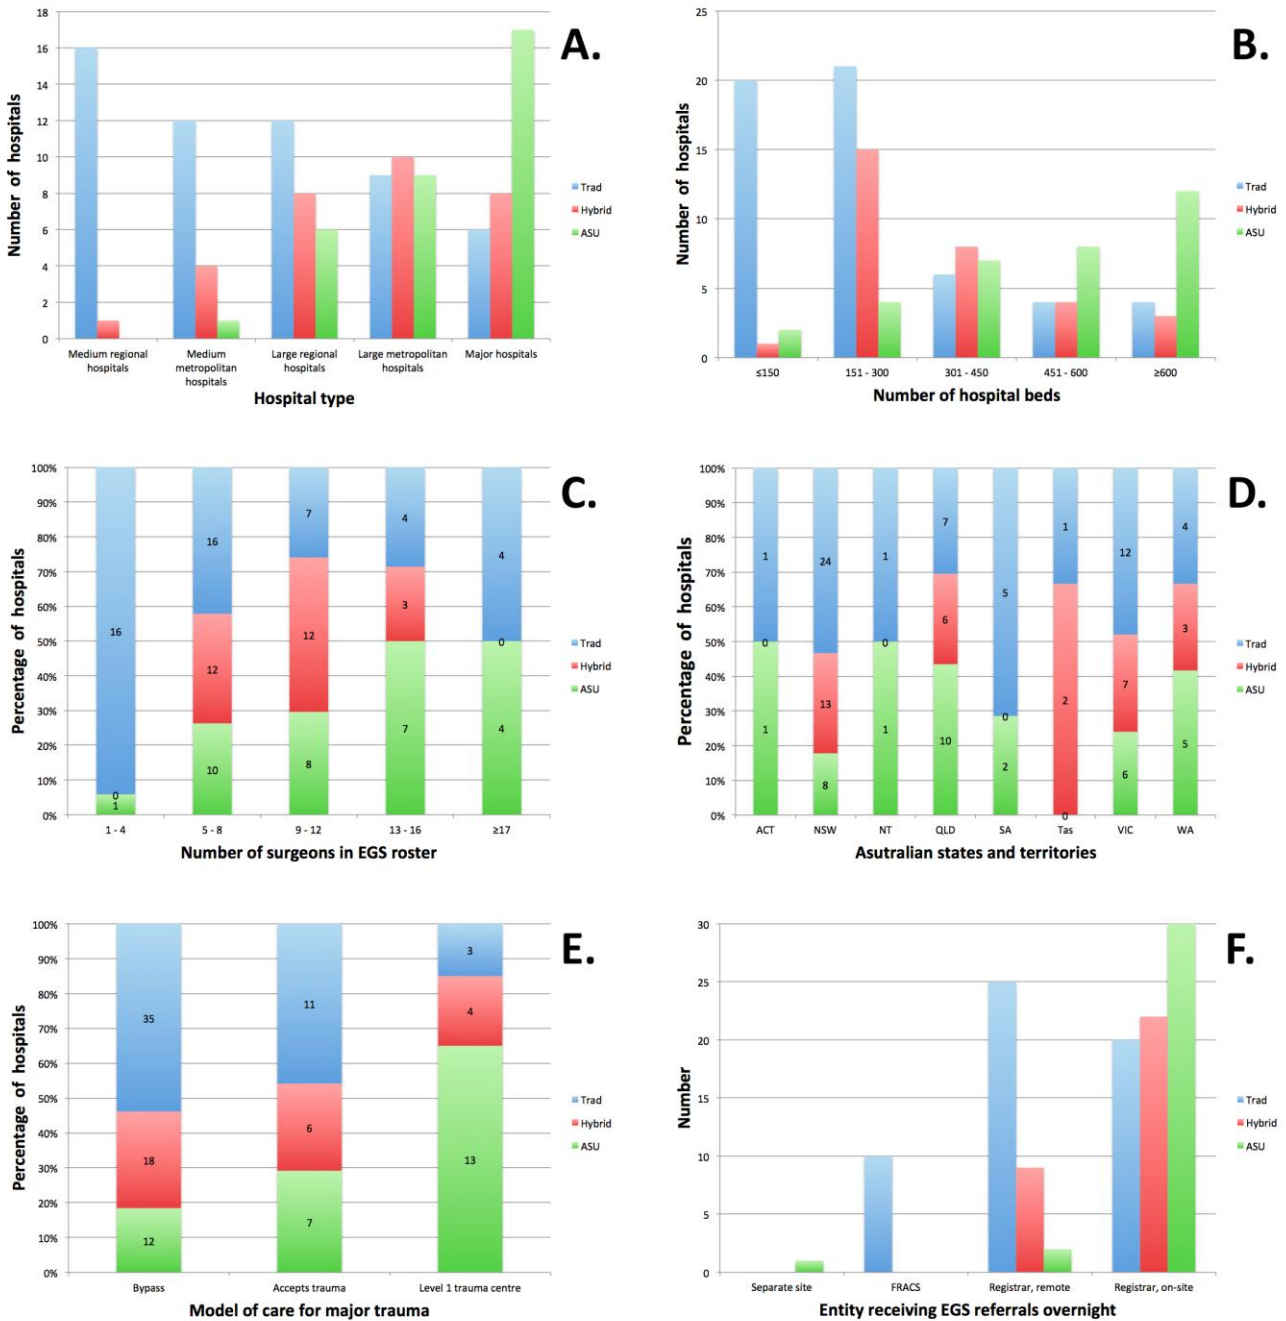 A.
Number of hospitals
18
16
14
12
10
8
6
4
2
0
Medium regional hospitals
Medium metropolitan hospitals
Large regional hospitals
Large metropolitan hospitals
Major hospitals
Hospital type
Trad
Hybrid
ASU
B.
Number of hospitals
25
20
15
10
5
0
≤150
151 - 300
301 - 450
451 - 600
≥600
Number of hospital beds
Trad
Hybrid
ASU
C.
Percentage of hospitals
100%
90%
80%
70%
60%
50%
40%
30%
20%
10%
0%
16
0
1
16
12
10
7
12
8
4
3
7
4
0
4
1 - 4
5 - 8
9 - 12
13 - 16
≥17
Number of surgeons in EGS roster
Trad
Hybrid
ASU
D.
Percentage of hospitals
100%
90%
80%
70%
60%
50%
40%
30%
20%
10%
0%
1
0
1
24
13
8
1
0
1
7
6
10
5
0
2
1
2
0
12
7
6
4
3
5
ACT
NSW
NT
QLD
SA
Tas
VIC
WA
Asutralian states and territories
Trad
Hybrid
ASU
E.
Percentage of hospitals
100%
90%
80%
70%
60%
50%
40%
30%
20%
10%
0%
35
18
12
11
6
7
3
4
13
Bypass
Accepts trauma
Level 1 trauma centre
Model of care for major trauma
Trad
Hybrid
ASU
F.
Number
30
25
20
15
10
5
0
Separate site
FRACS
Registrar, remote
Registrar, on-site
Entity receiving EGS referrals overnight
Trad
Hybrid
ASU